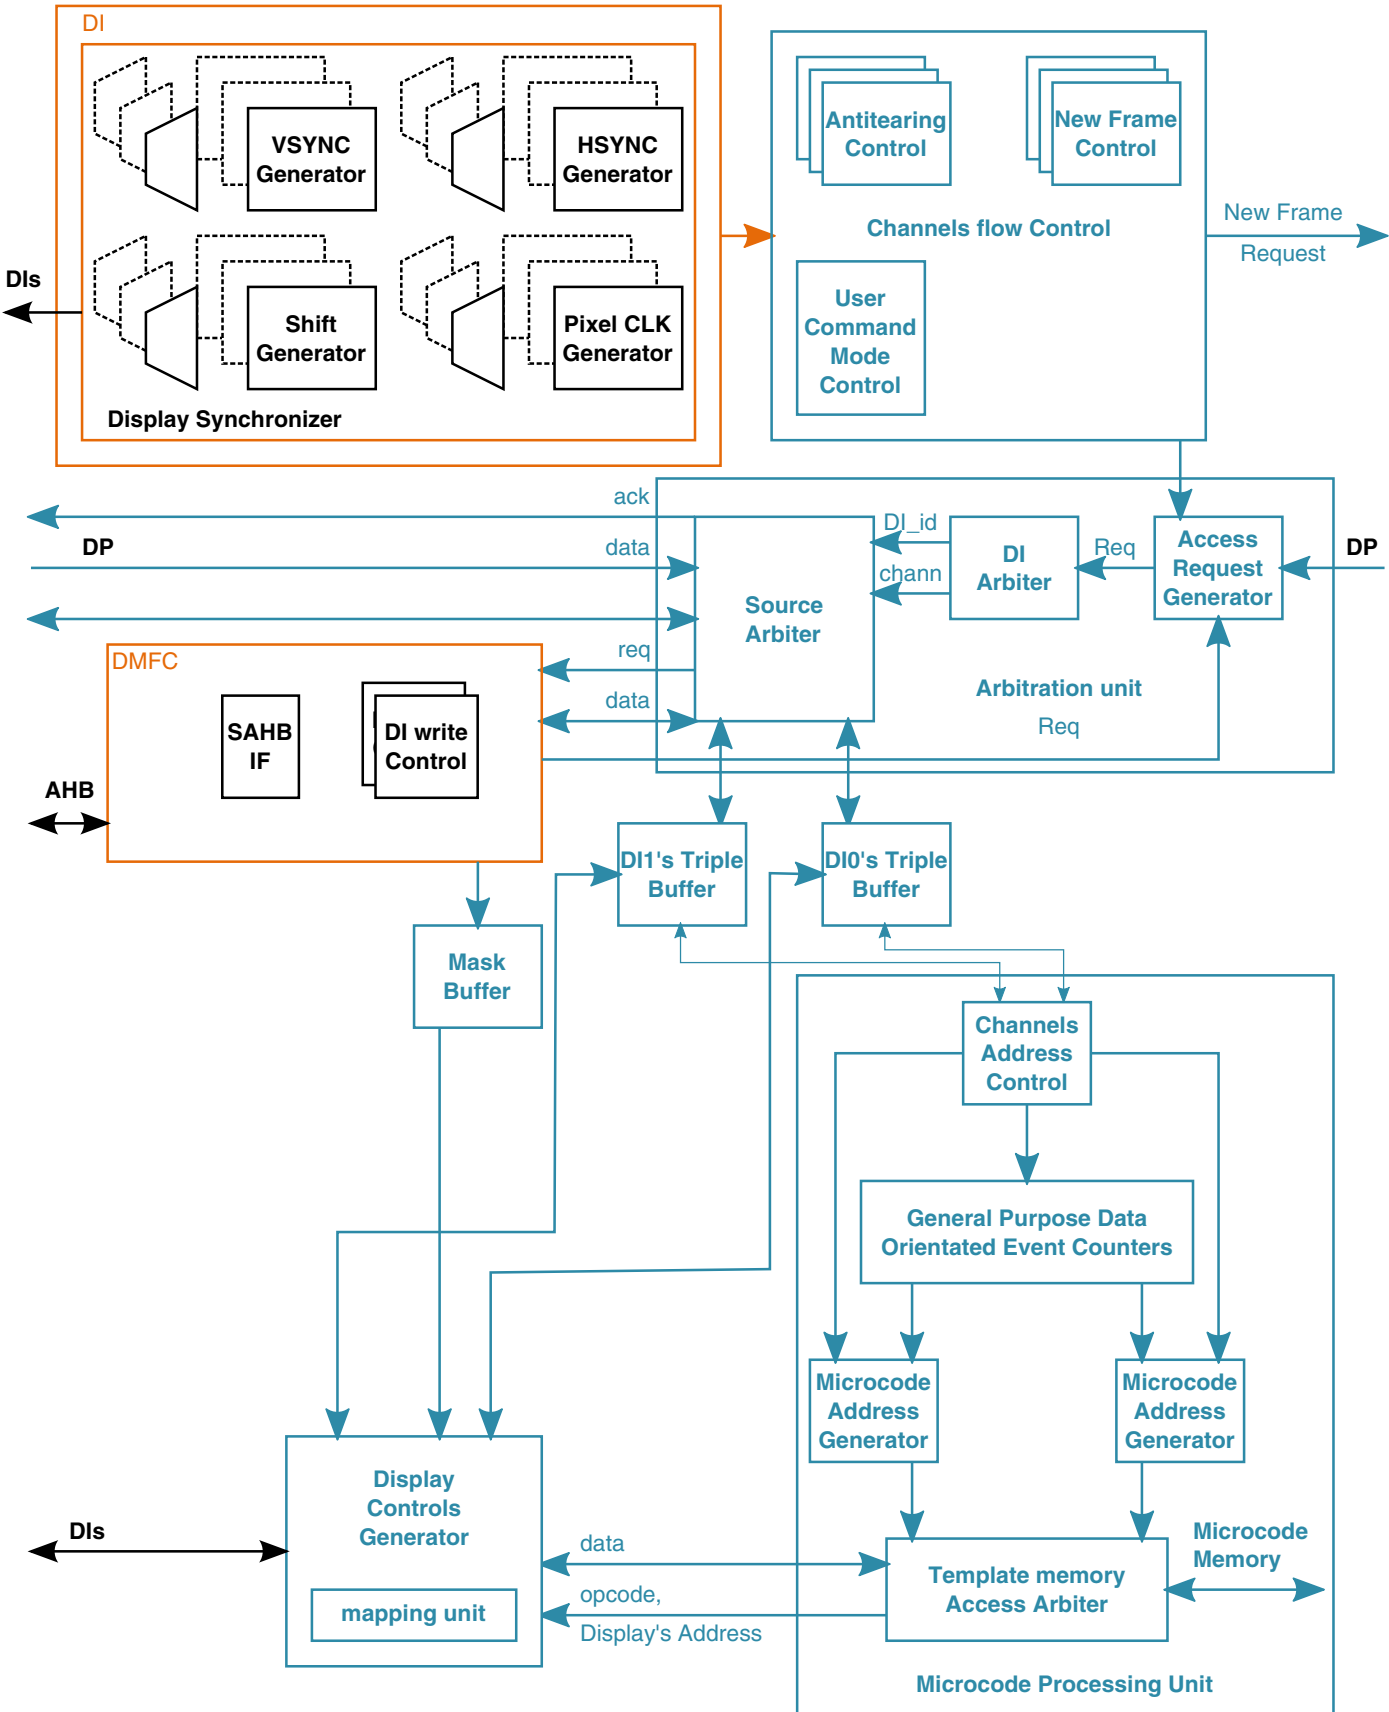 DI
VSYNC
Generator
HSYNC
Generator
Shift
Generator
Pixel CLK
Generator
Display Synchronizer
DIs
Antitearing
Control
New Frame
Control
Channels flow Control
User
Command
Mode
Control
New Frame
Request
ack
DP
data
Source
Arbiter
DI_id
chann
DI
Arbiter
Req
Access
Request
Generator
DP
req
data
Arbitration unit
Req
DMFC
SAHB
IF
DI write
Control
AHB
DI1's Triple
Buffer
DI0's Triple
Buffer
Mask
Buffer
Channels
Address
Control
General Purpose Data
Orientated Event Counters
Microcode
Address
Generator
Microcode
Address
Generator
Display
Controls
Generator
mapping unit
DIs
data
opcode,
Display's Address
Template memory
Access Arbiter
Microcode
Memory
Microcode Processing Unit